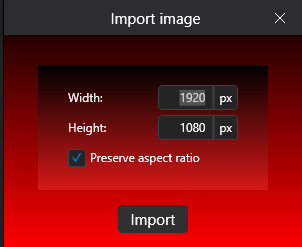 Import image
Width: 1920 px
Height: 1080 px
Preserve aspect ratio
Import